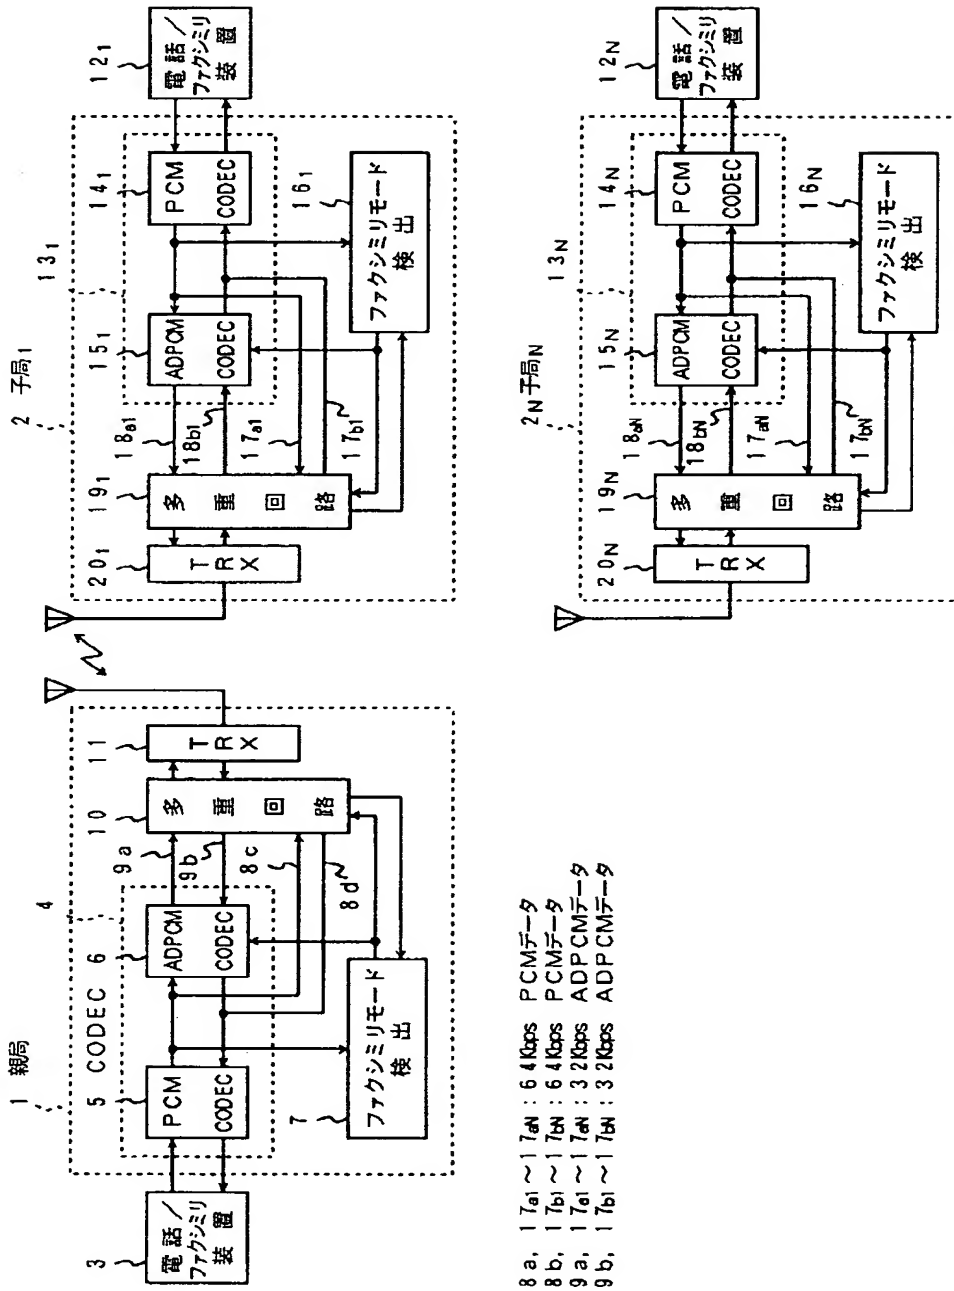 1 親局
4
CODEC
3
電話/
ファクシミリ
装置
5
PCM
CODEC
6
ADPCM
CODEC
7
ファクシミリモード
検出
9a
9b
8c
8d
10
多重回路
11
TRX
2 子局1
13₁
20₁
TRX
19₁
多重回路
18a1
18b1
17a1
17b1
15₁
ADPCM
CODEC
14₁
PCM
CODEC
16₁
ファクシミリモード
検出
12₁
電話/
ファクシミリ
装置
2N 子局N
13N
20N
TRX
19N
多重回路
18aN
18bN
17aN
17bN
15N
ADPCM
CODEC
14N
PCM
CODEC
16N
ファクシミリモード
検出
12N
電話/
ファクシミリ
装置
8a, 17a1~17aN : 64Kbps PCMデータ
8b, 17b1~17bN : 64Kbps PCMデータ
9a, 17a1~17aN : 32Kbps ADPCMデータ
9b, 17b1~17bN : 32Kbps ADPCMデータ